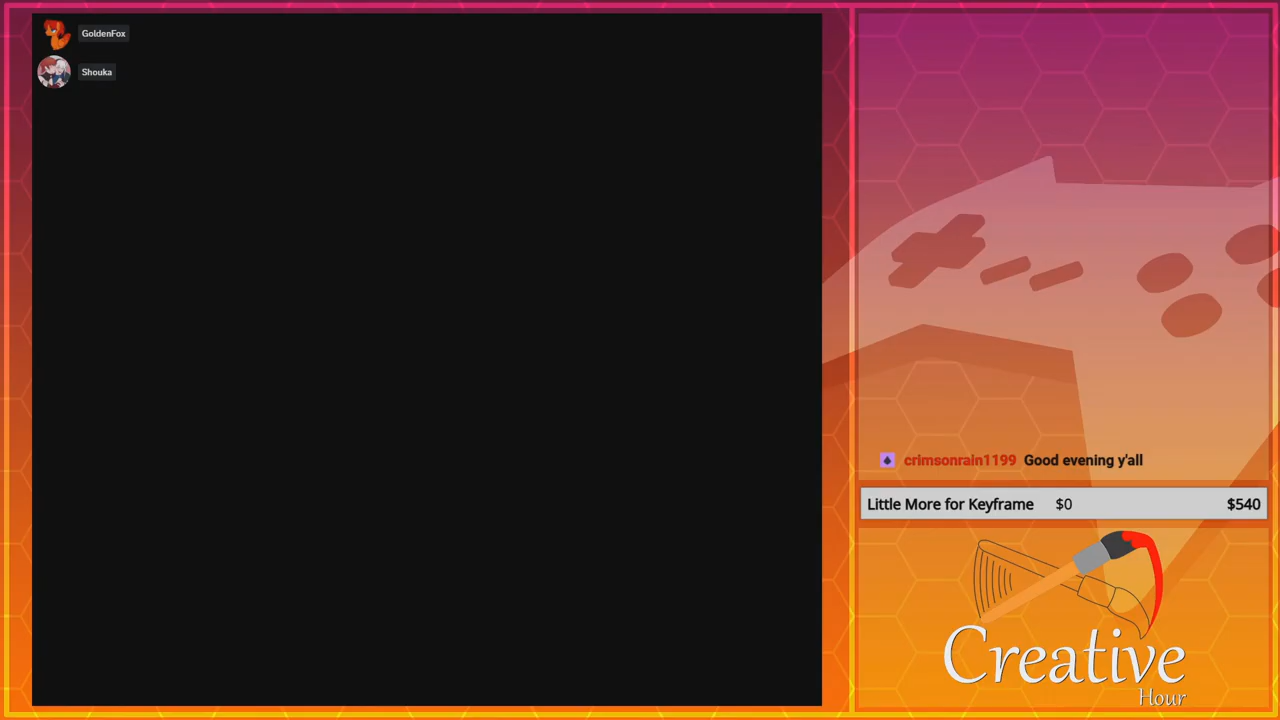 GoldenFox
Shouka
crimsonrain1199 Good evening y'all
Little More for Keyframe $0 $540
Creative
Hour